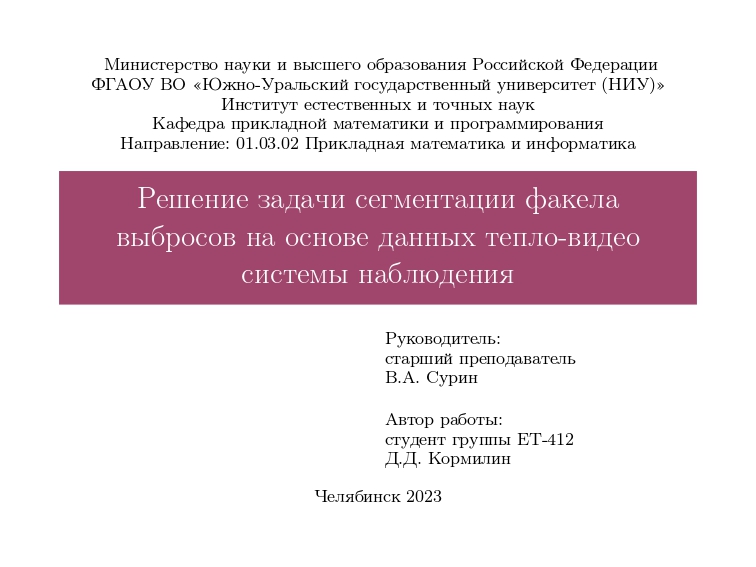 Министерство науки и высшего образования Российской Федерации
ФГАОУ ВО «Южно-Уральский государственный университет (НИУ)»
Институт естественных и точных наук
Кафедра прикладной математики и программирования
Направление: 01.03.02 Прикладная математика и информатика
Решение задачи сегментации факела
выбросов на основе данных тепло-видео
системы наблюдения
Руководитель:
старший преподаватель
В.А. Сурин
Автор работы:
студент группы ЕТ-412
Д.Д. Кормилин
Челябинск 2023